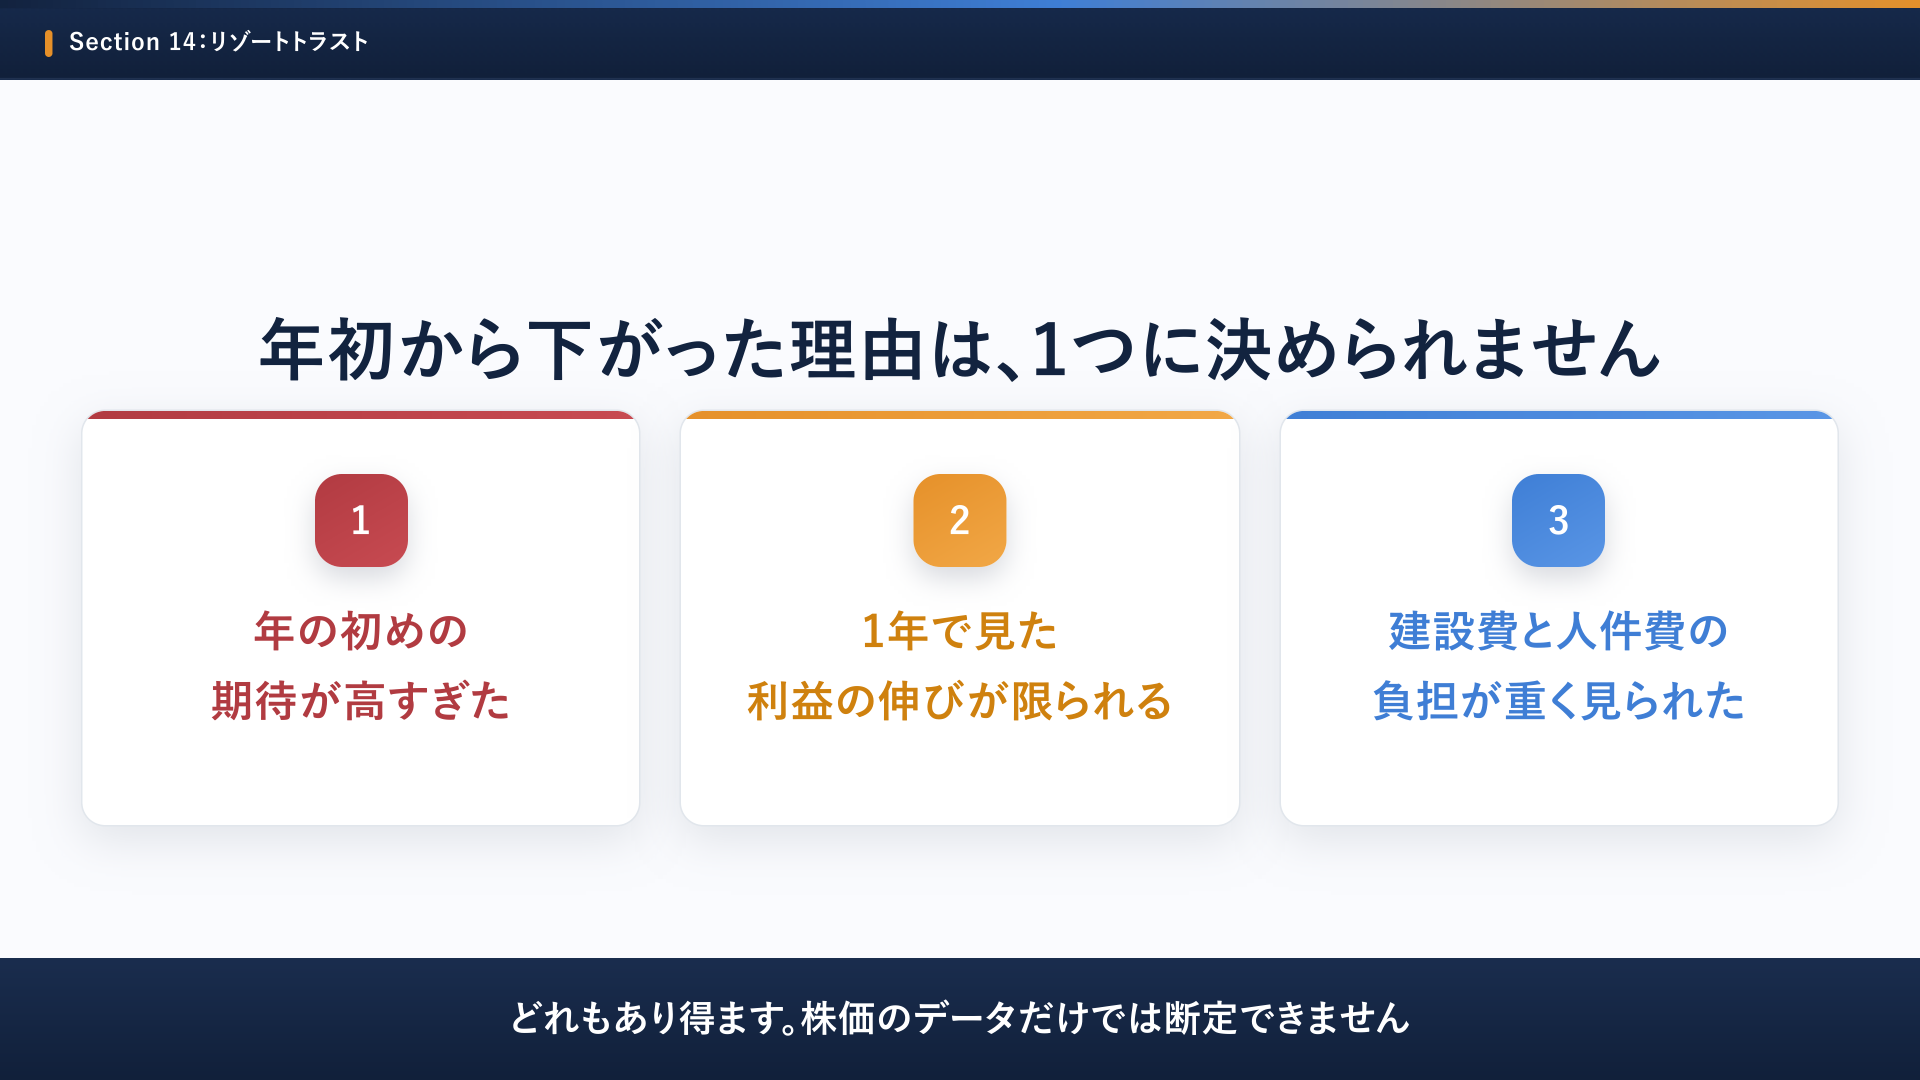 Section 14：リゾートトラスト
年初から下がった理由は、1つに決められません
1
年の初めの
期待が高すぎた
2
1年で見た
利益の伸びが限られる
3
建設費と人件費の
負担が重く見られた
どれもあり得ます。株価のデータだけでは断定できません